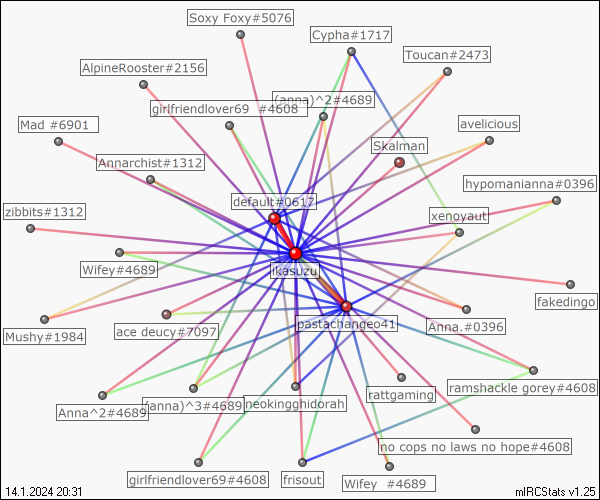 Soxy Foxy#5076
Cypha#1717
Toucan#2473
AlpineRooster#2156
girlfriendlover69  #4608
(anna)^2#4689
Mad #6901
avelicious
Skalman
Annarchist#1312
hypomanianna#0396
default#0617
zibbits#1312
xenoyaut
Wifey#4689
ikasuzu
fakedingo
Mushy#1984
ace deucy#7097
pastachange041
Anna.#0396
rattgaming
ramshackle gorey#4608
Anna^2#4689
(anna)^3#4689
neokingghidorah
no cops no laws no hope#4608
girlfriendlover69#4608
frisout
Wifey  #4689
14.1.2024 20:31
mIRCStats v1.25